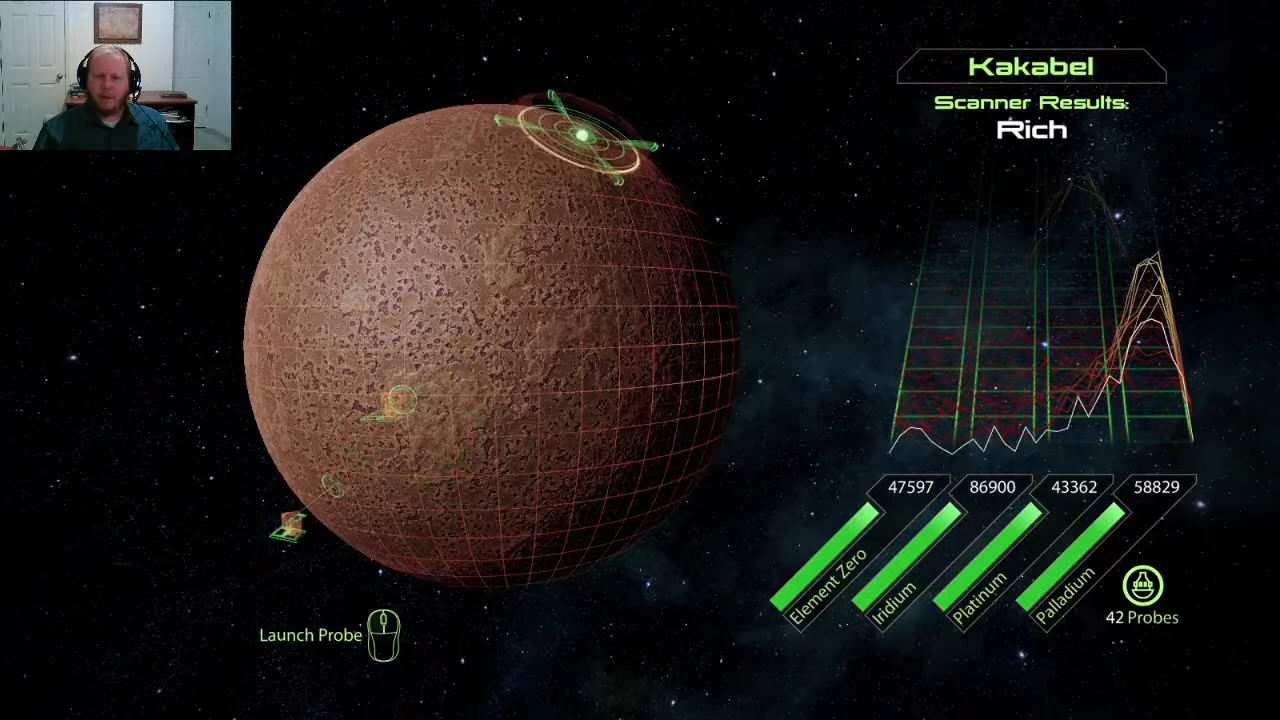 Kakabel
Scanner Results:
Rich
47597
86900
43362
58829
Element Zero
Iridium
Platinum
Palladium
42 Probes
Launch Probe